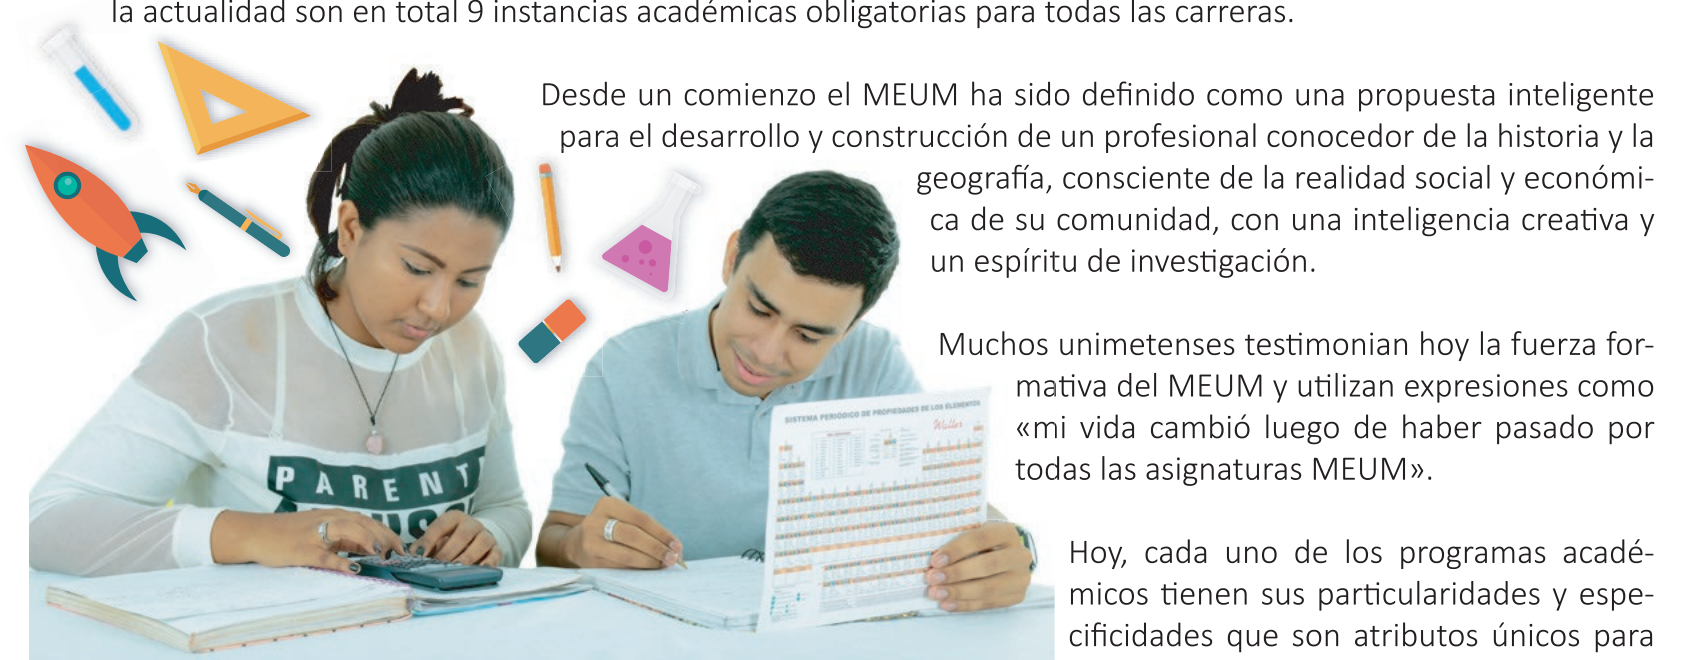 la actualidad son en total 9 instancias académicas obligatorias para todas las carreras.
Desde un comienzo el MEUM ha sido definido como una propuesta inteligente
para el desarrollo y construcción de un profesional conocedor de la historia y la
geografía, consciente de la realidad social y económi-
ca de su comunidad, con una inteligencia creativa y
un espíritu de investigación.
Muchos unimetenses testimonian hoy la fuerza for-
mativa del MEUM y utilizan expresiones como
«mi vida cambió luego de haber pasado por
todas las asignaturas MEUM».
Hoy, cada uno de los programas acadé-
micos tienen sus particularidades y espe-
cificidades que son atributos únicos para
SISTEMA PERIÓDICO DE PROPIEDADES DE LOS ELEMENTOS
PARENT